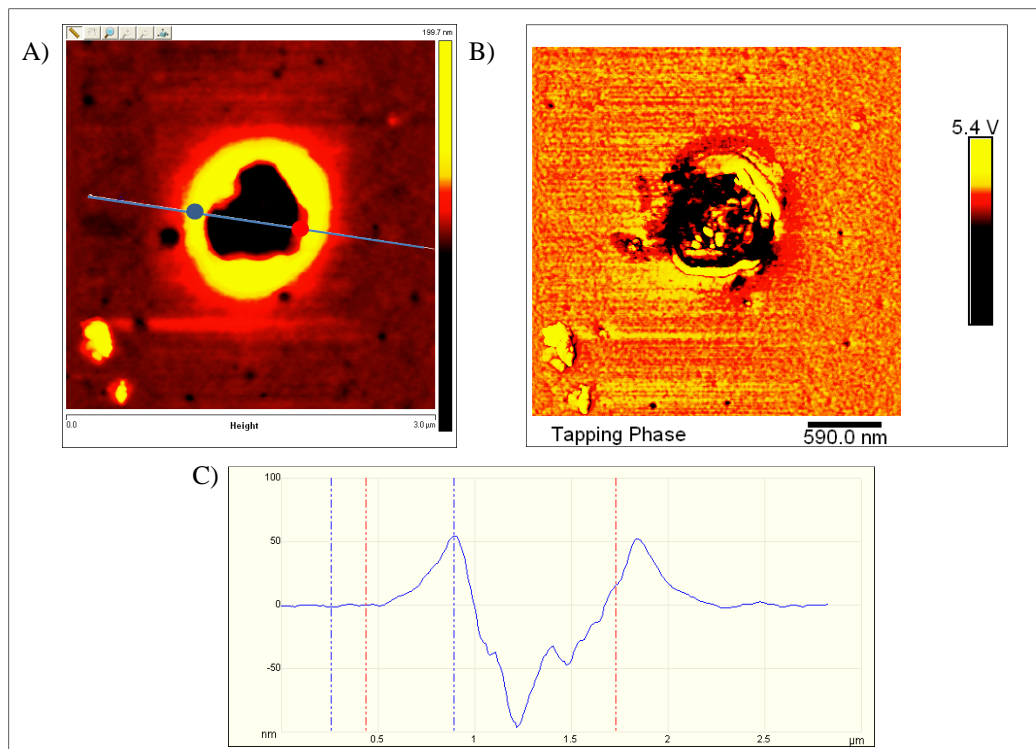 A)
199.7 nm
0.0
Height
3.0 µm
B)
5.4 V
Tapping Phase
590.0 nm
C)
100
50
0
-50
nm
0.5
1
1.5
2
2.5
µm